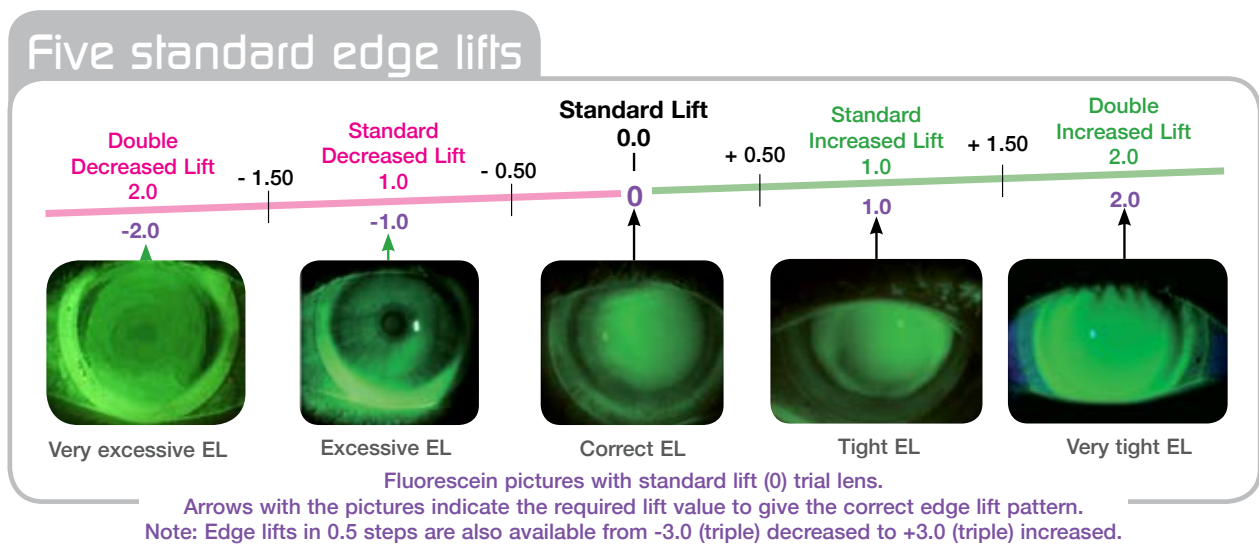 Five standard edge lifts
Double
Decreased Lift
2.0
- 1.50
Standard
Decreased Lift
1.0
- 0.50
Standard Lift
0.0
0
+ 0.50
Standard
Increased Lift
1.0
+ 1.50
Double
Increased Lift
2.0
-2.0
-1.0
1.0
2.0
Very excessive EL
Excessive EL
Correct EL
Tight EL
Very tight EL
Fluorescein pictures with standard lift (0) trial lens.
Arrows with the pictures indicate the required lift value to give the correct edge lift pattern.
Note: Edge lifts in 0.5 steps are also available from -3.0 (triple) decreased to +3.0 (triple) increased.